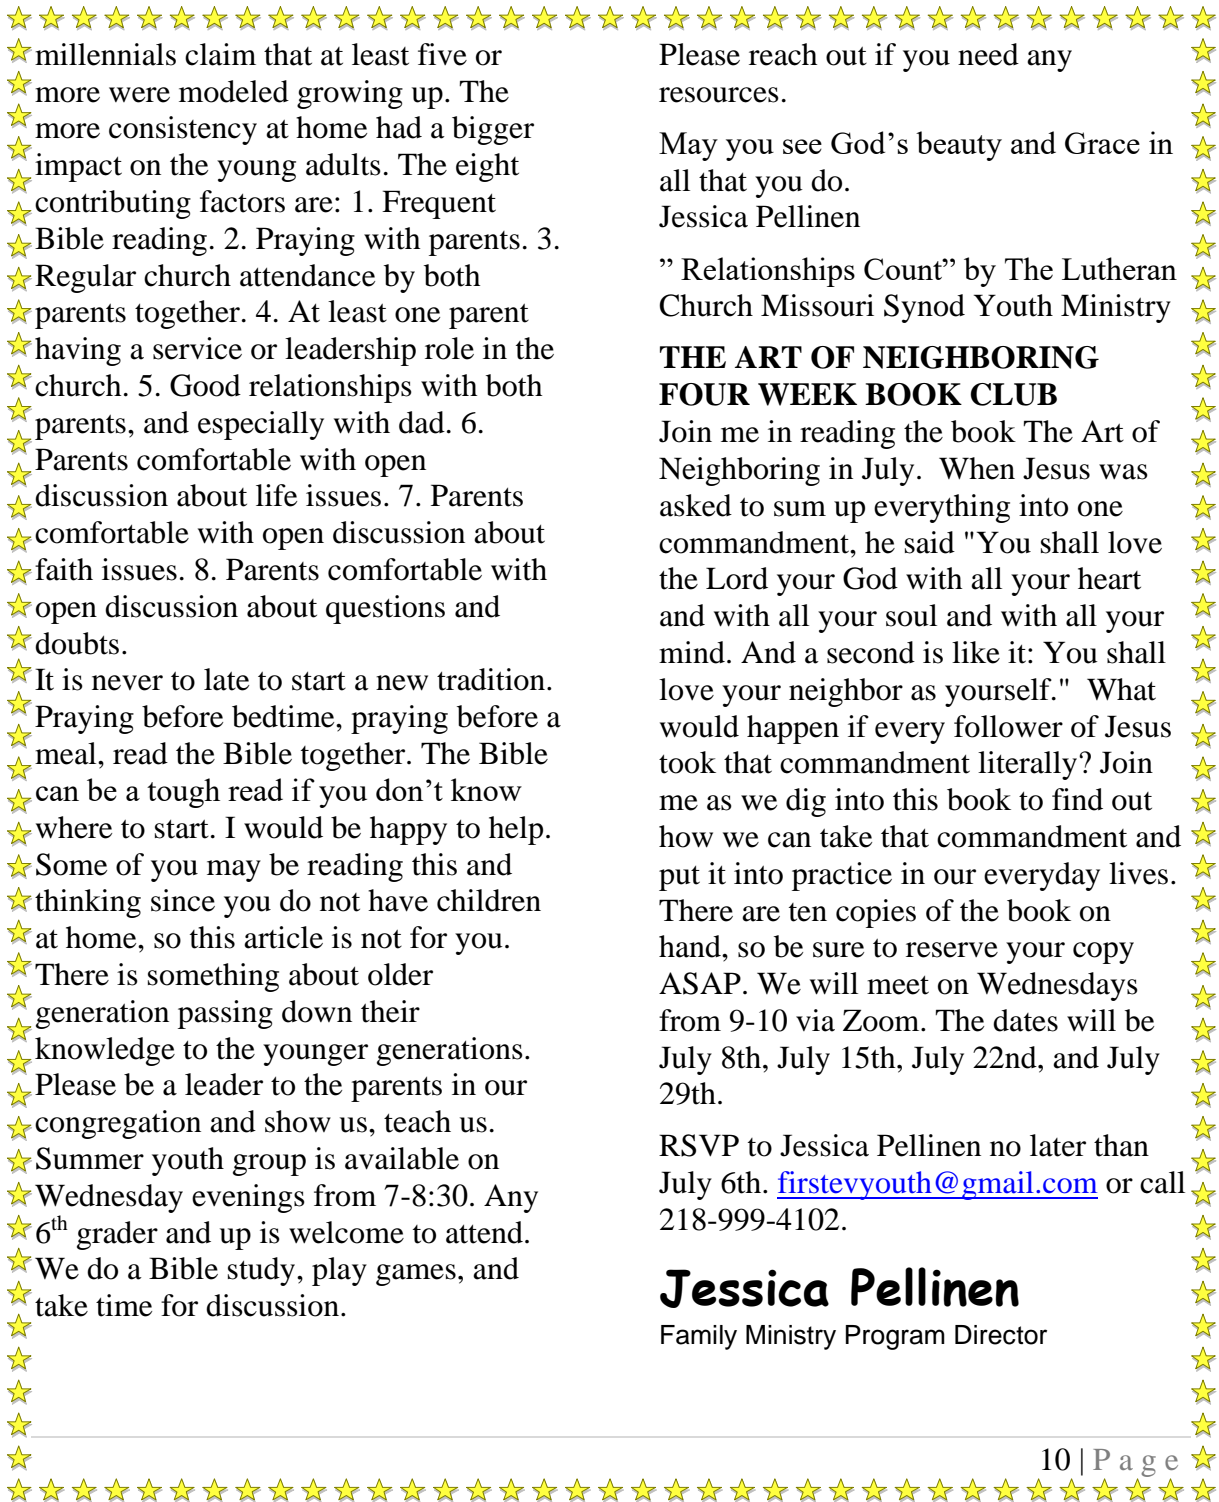 millennials claim that at least five or
more were modeled growing up. The
more consistency at home had a bigger
impact on the young adults. The eight
contributing factors are: 1. Frequent
Bible reading. 2. Praying with parents. 3.
Regular church attendance by both
parents together. 4. At least one parent
having a service or leadership role in the
church. 5. Good relationships with both
parents, and especially with dad. 6.
Parents comfortable with open
discussion about life issues. 7. Parents
comfortable with open discussion about
faith issues. 8. Parents comfortable with
open discussion about questions and
doubts.
It is never to late to start a new tradition.
Praying before bedtime, praying before a
meal, read the Bible together. The Bible
can be a tough read if you don’t know
where to start. I would be happy to help.
Some of you may be reading this and
thinking since you do not have children
at home, so this article is not for you.
There is something about older
generation passing down their
knowledge to the younger generations.
Please be a leader to the parents in our
congregation and show us, teach us.
Summer youth group is available on
Wednesday evenings from 7-8:30. Any
6th grader and up is welcome to attend.
We do a Bible study, play games, and
take time for discussion.
Please reach out if you need any
resources.
May you see God’s beauty and Grace in
all that you do.
Jessica Pellinen
” Relationships Count” by The Lutheran
Church Missouri Synod Youth Ministry
THE ART OF NEIGHBORING
FOUR WEEK BOOK CLUB
Join me in reading the book The Art of
Neighboring in July.  When Jesus was
asked to sum up everything into one
commandment, he said "You shall love
the Lord your God with all your heart
and with all your soul and with all your
mind. And a second is like it: You shall
love your neighbor as yourself."  What
would happen if every follower of Jesus
took that commandment literally? Join
me as we dig into this book to find out
how we can take that commandment and
put it into practice in our everyday lives.
There are ten copies of the book on
hand, so be sure to reserve your copy
ASAP. We will meet on Wednesdays
from 9-10 via Zoom. The dates will be
July 8th, July 15th, July 22nd, and July
29th.
RSVP to Jessica Pellinen no later than
July 6th. firstevyouth@gmail.com or call
218-999-4102.
Jessica Pellinen
Family Ministry Program Director
10 | P a g e